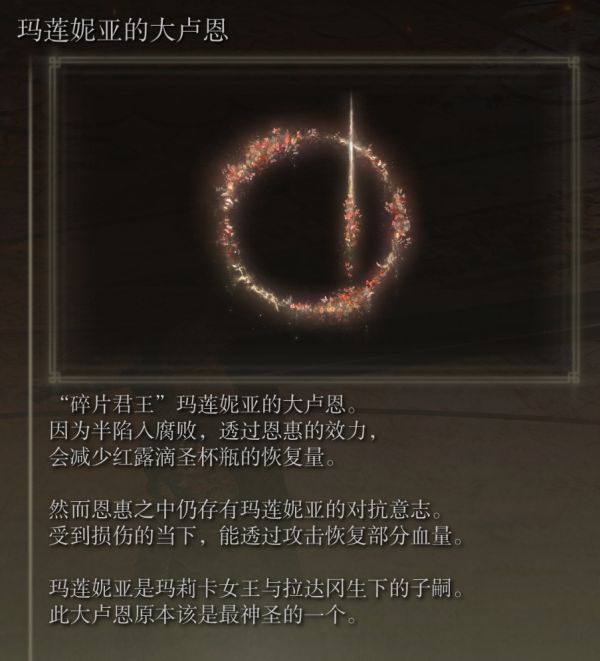 玛莲妮亚的大卢恩
“碎片君王”玛莲妮亚的大卢恩。
因为半陷入腐败，透过恩惠的效力，
会减少红露滴圣杯瓶的恢复量。
然而恩惠之中仍存有玛莲妮亚的对抗意志。
受到损伤的当下，能透过攻击恢复部分血量。
玛莲妮亚是玛莉卡女王与拉达冈生下的子嗣。
此大卢恩原本该是最神圣的一个。